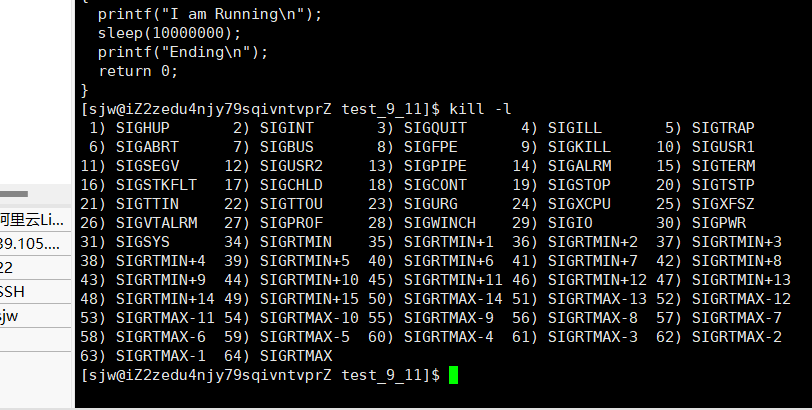 printf("I am Running\n");
sleep(10000000);
printf("Ending\n");
return 0;
}
[sjw@iZ2zedu4njy79sqivntvprZ test_9_11]$ kill -l
1) SIGHUP 2) SIGINT 3) SIGQUIT 4) SIGILL 5) SIGTRAP
6) SIGABRT 7) SIGBUS 8) SIGFPE 9) SIGKILL 10) SIGUSR1
11) SIGSEGV 12) SIGUSR2 13) SIGPIPE 14) SIGALRM 15) SIGTERM
16) SIGSTKFLT 17) SIGCHLD 18) SIGCONT 19) SIGSTOP 20) SIGTSTP
21) SIGTTIN 22) SIGTTOU 23) SIGURG 24) SIGXCPU 25) SIGXFSZ
26) SIGVTALRM 27) SIGPROF 28) SIGWINCH 29) SIGIO 30) SIGPWR
31) SIGSYS 34) SIGRTMIN 35) SIGRTMIN+1 36) SIGRTMIN+2 37) SIGRTMIN+3
38) SIGRTMIN+4 39) SIGRTMIN+5 40) SIGRTMIN+6 41) SIGRTMIN+7 42) SIGRTMIN+8
43) SIGRTMIN+9 44) SIGRTMIN+10 45) SIGRTMIN+11 46) SIGRTMIN+12 47) SIGRTMIN+13
48) SIGRTMIN+14 49) SIGRTMIN+15 50) SIGRTMAX-14 51) SIGRTMAX-13 52) SIGRTMAX-12
53) SIGRTMAX-11 54) SIGRTMAX-10 55) SIGRTMAX-9 56) SIGRTMAX-8 57) SIGRTMAX-7
58) SIGRTMAX-6 59) SIGRTMAX-5 60) SIGRTMAX-4 61) SIGRTMAX-3 62) SIGRTMAX-2
63) SIGRTMAX-1 64) SIGRTMAX
[sjw@iZ2zedu4njy79sqivntvprZ test_9_11]$
阿里云Li...
39.105....
22
SSH
sjw